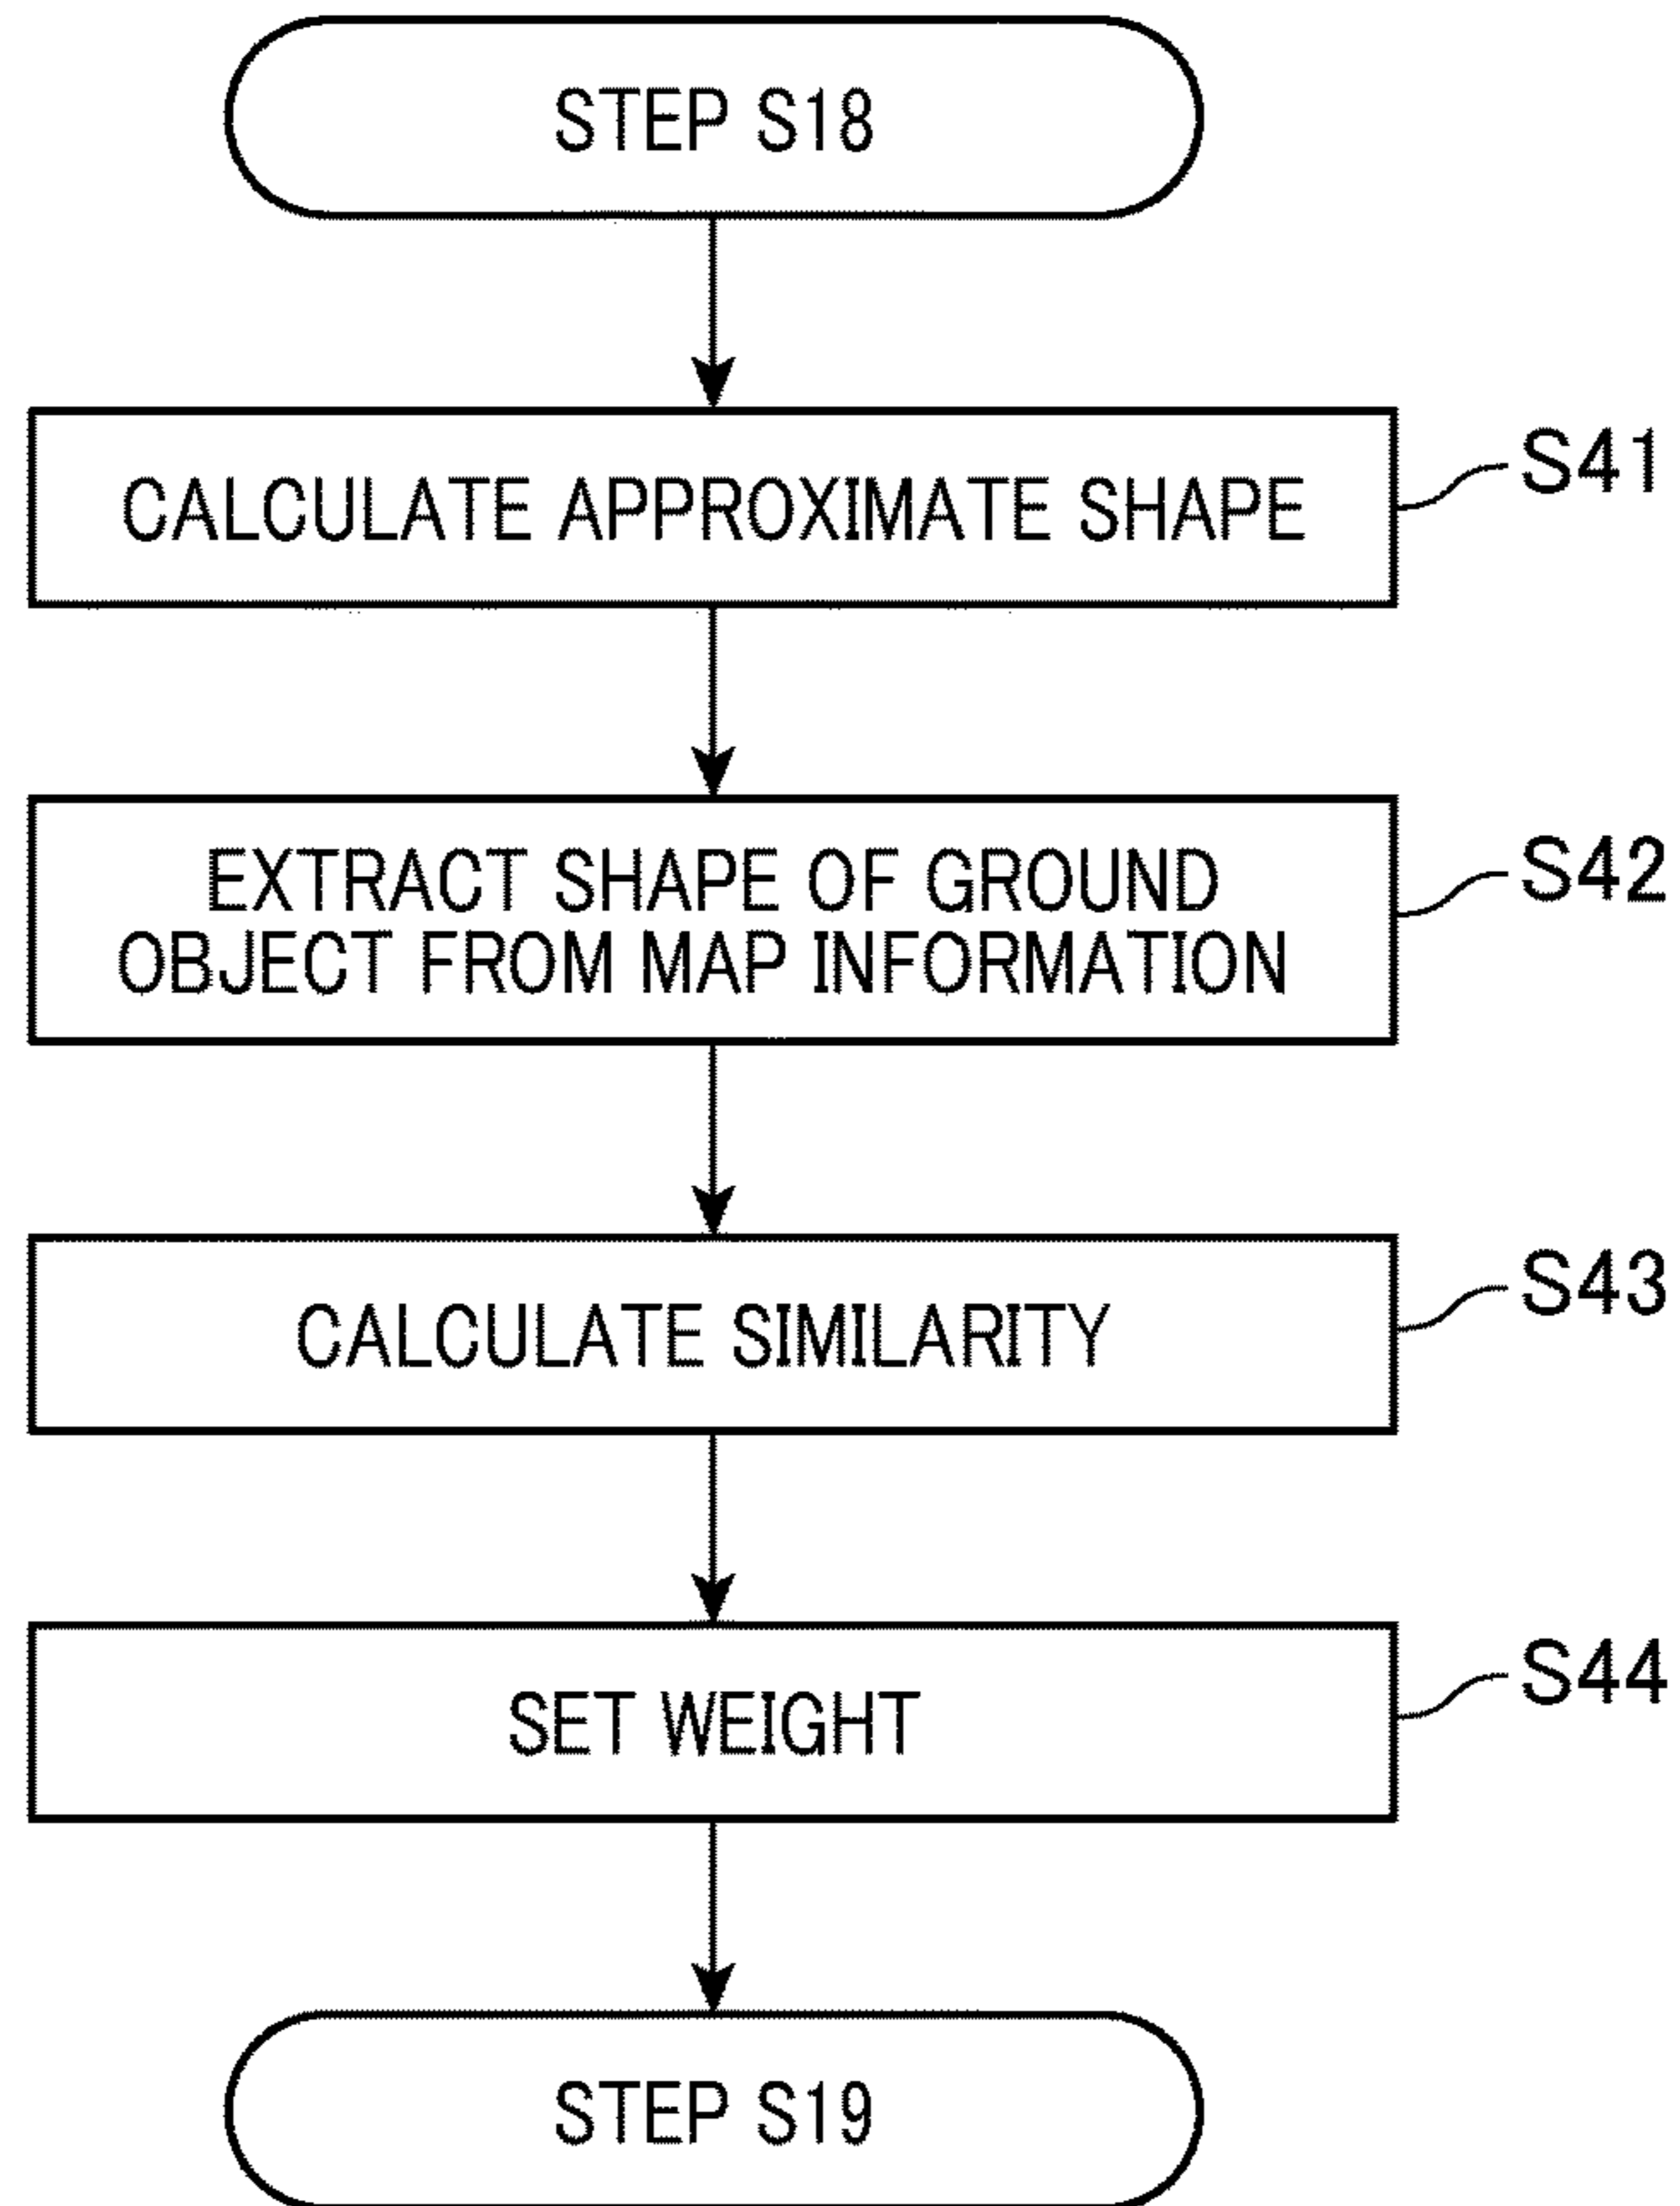 STEP S18
CALCULATE APPROXIMATE SHAPE
S41
EXTRACT SHAPE OF GROUND
OBJECT FROM MAP INFORMATION
S42
CALCULATE SIMILARITY
S43
SET WEIGHT
S44
STEP S19